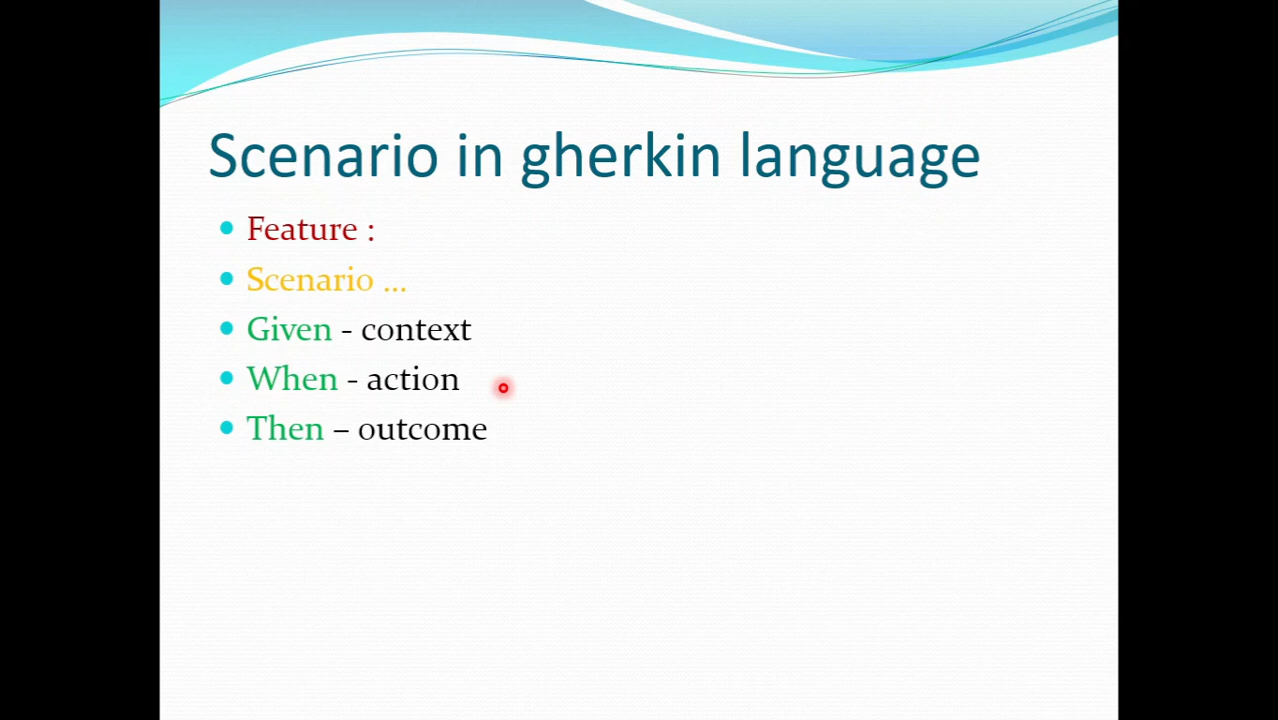 Scenario in gherkin language
Feature :
Scenario ...
Given - context
When - action
Then – outcome